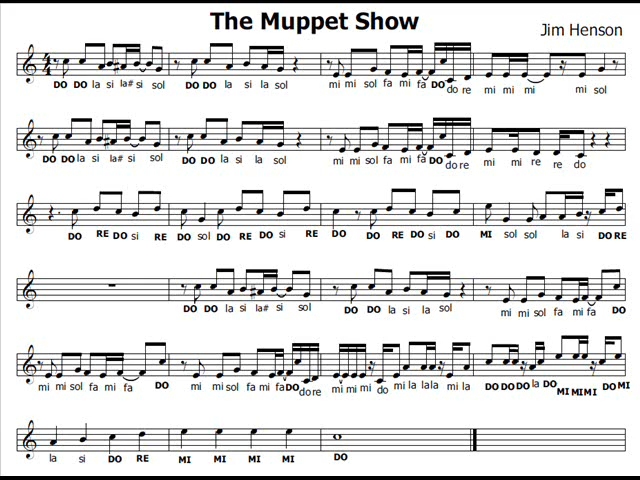 The Muppet Show
Jim Henson
4 4
DO DO la si la# si sol DO DO la si la sol mi mi sol fa mi fa DO do re mi mi mi mi sol
DO DO la si la# si sol DO DO la si la sol mi mi sol fa mi fa DO do re mi mi re re do
DO RE DO si RE DO sol DO RE do si RE DO DO RE DO si DO MI sol sol la si DO RE
DO DO la si la# si sol DO DO la si la sol mi mi sol fa mi fa
mi mi sol fa mi fa DO mi mi sol fa mi fa DO do re mi mi mi do mi la la la mi la DO DO DO la DO MI MI MI DO MI
la si DO RE MI MI MI MI DO